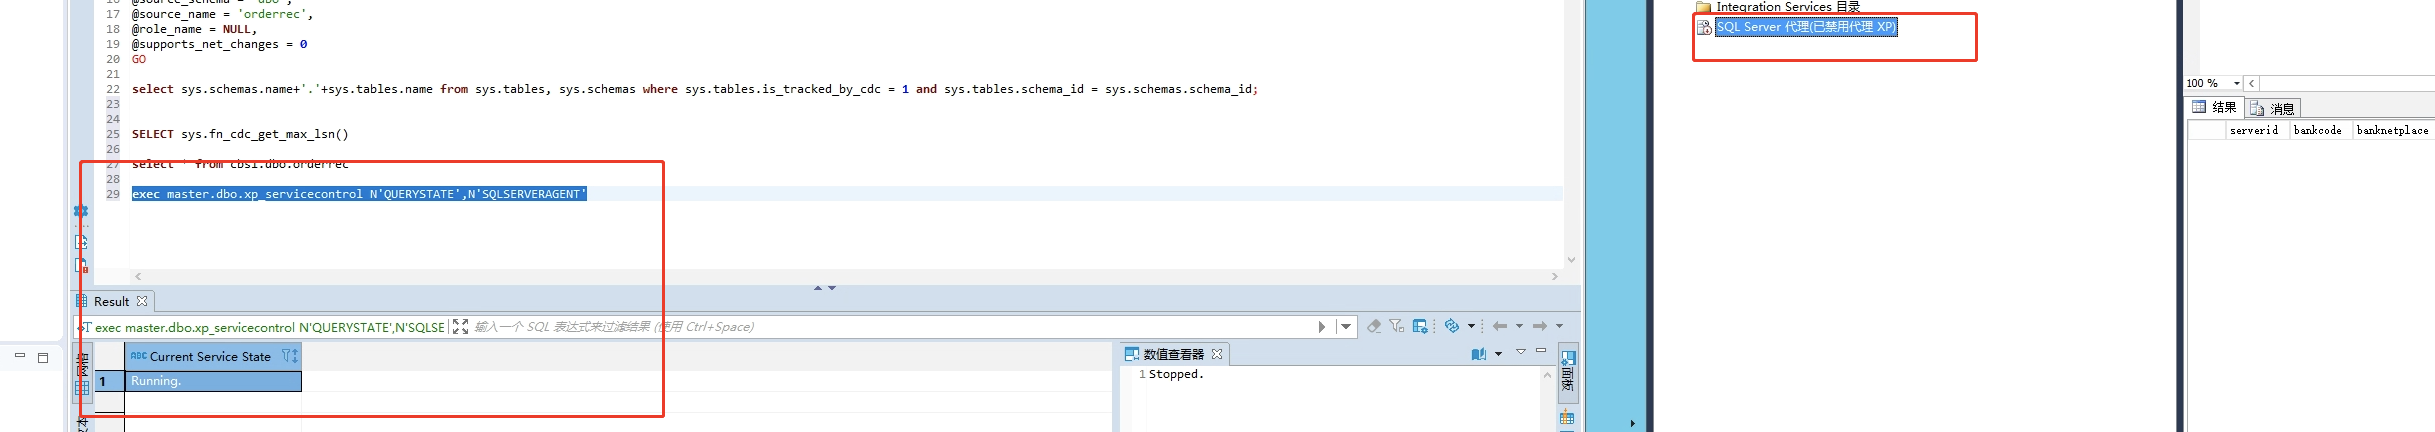 16 @source_schema = 'dbo',
17 @source_name = 'orderrec',
18 @role_name = NULL,
19 @supports_net_changes = 0
20 GO
21
22 select sys.schemas.name+'.'+sys.tables.name from sys.tables, sys.schemas where sys.tables.is_tracked_by_cdc = 1 and sys.tables.schema_id = sys.schemas.schema_id;
23
24
25 SELECT sys.fn_cdc_get_max_lsn()
26
27 select * from cbsi.dbo.orderrec
28
29 exec master.dbo.xp_servicecontrol N'QUERYSTATE',N'SQLSERVERAGENT'
Result
exec master.dbo.xp_servicecontrol N'QUERYSTATE',N'SQLSE
输入一个 SQL 表达式来过滤结果 (使用 Ctrl+Space)
ABC Current Service State
1 Running.
数值查看器
1 Stopped.
面板
Integration Services 目录
SQL Server 代理(已禁用代理 XP)
100 %
结果
消息
serverid bankcode banknetplace